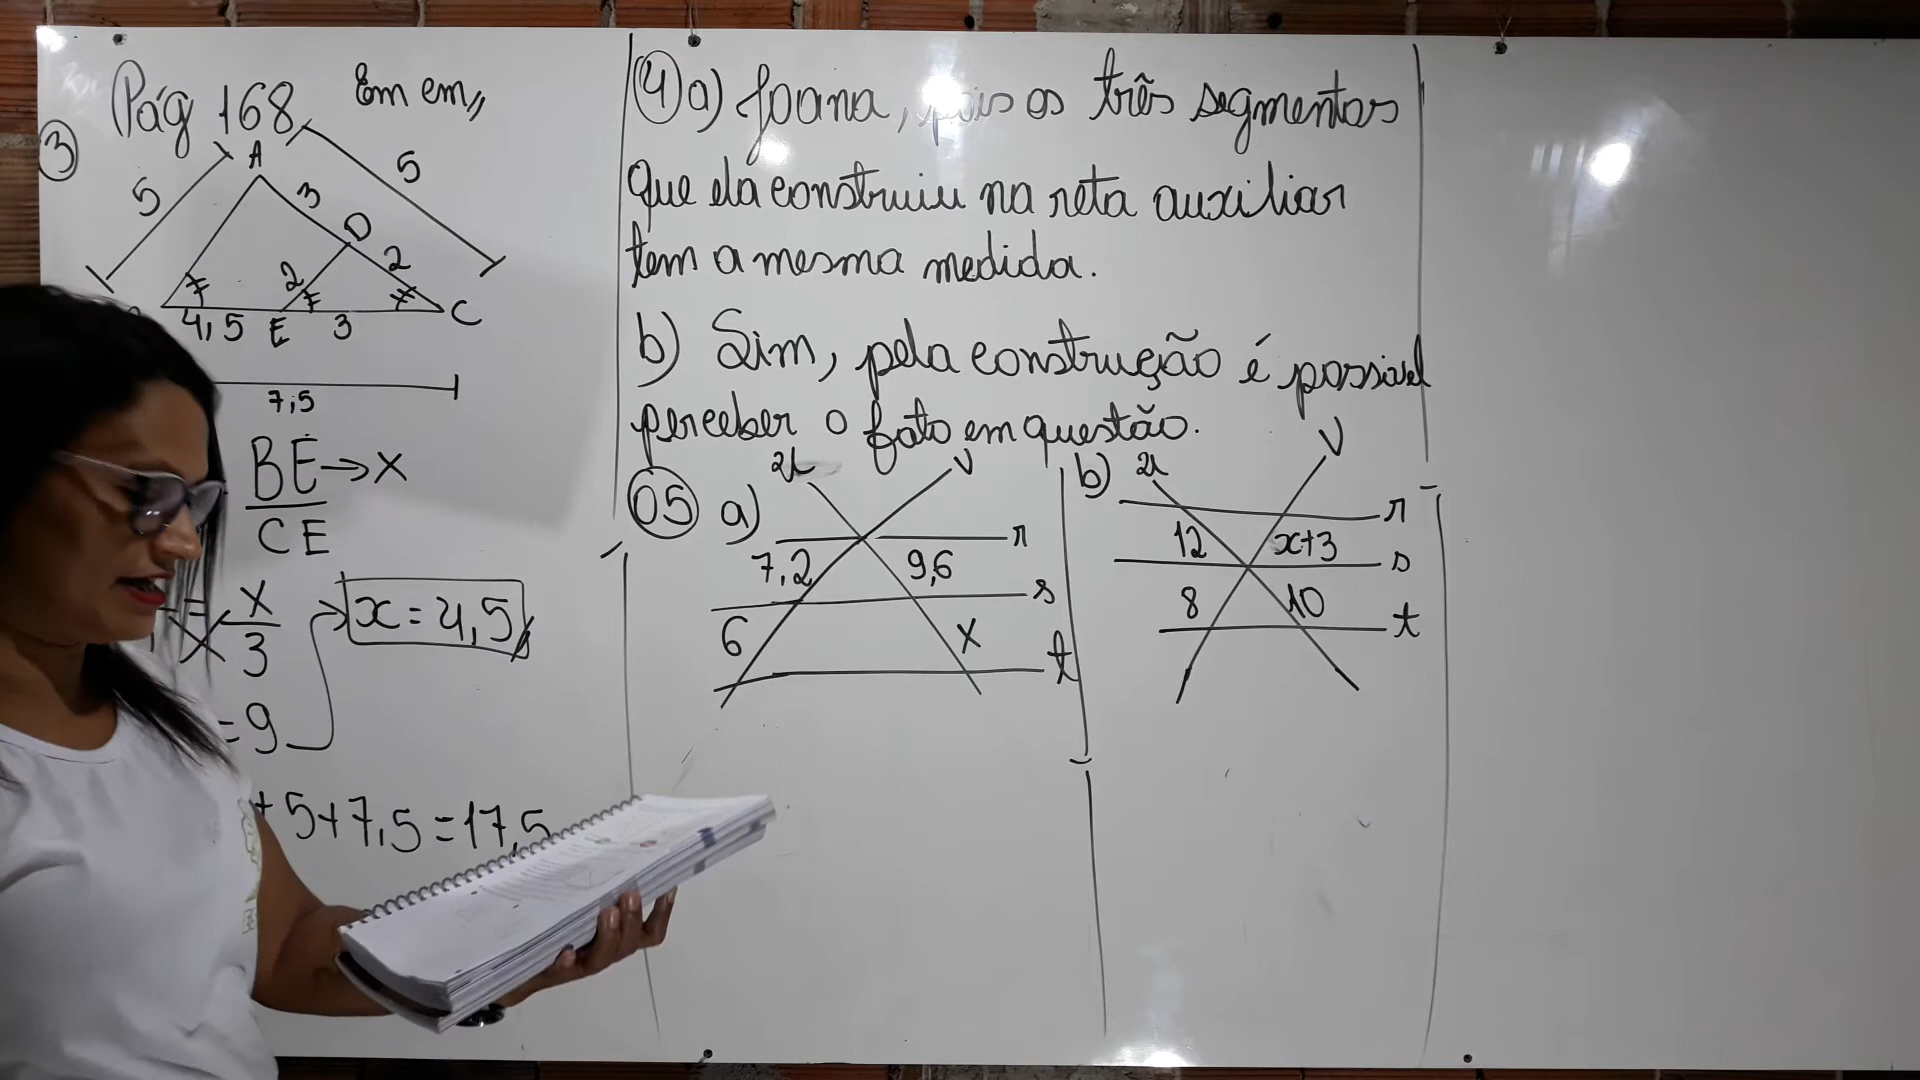 Pág 168
Em em,,
3
A
5
5
3
D
2
2
4,5 E 3 C
7,5
BE → x
CE
= x
3
= 9
x = 4,5
+ 5 + 7,5 = 17,5
4 a) Joana, pois os três segmentos
que ela construiu na reta auxiliar
tem a mesma medida.
b) Sim, pela construção é possível
perceber o fato em questão.
05 a)
u v
r
7,2 9,6
s
6 x
t
b) u v
r
12 x+3
s
8 10
t